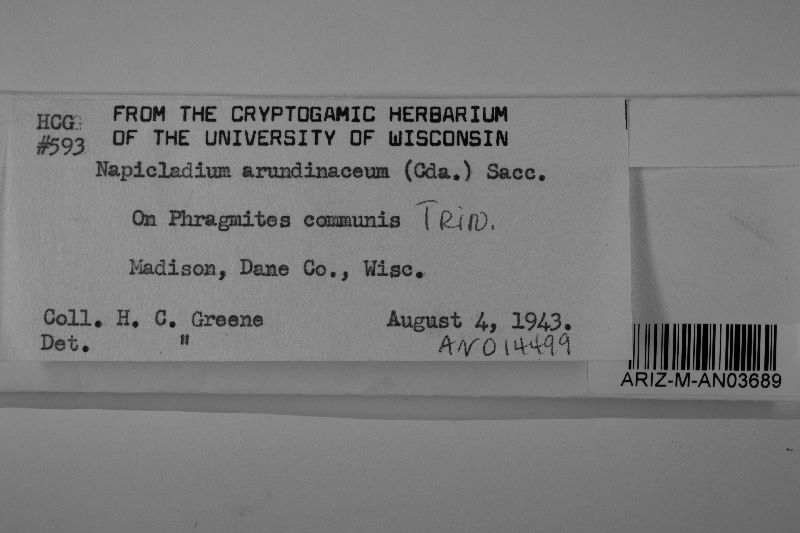 HCG
#593
FROM THE CRYPTOGAMIC HERBARIUM
OF THE UNIVERSITY OF WISCONSIN
Napicladium arundinaceum (Cda.) Sacc.
On Phragmites communis Trin.
Madison, Dane Co., Wisc.
Coll. H. C. Greene August 4, 1943.
Det. "
AN014499
ARIZ-M-AN03689